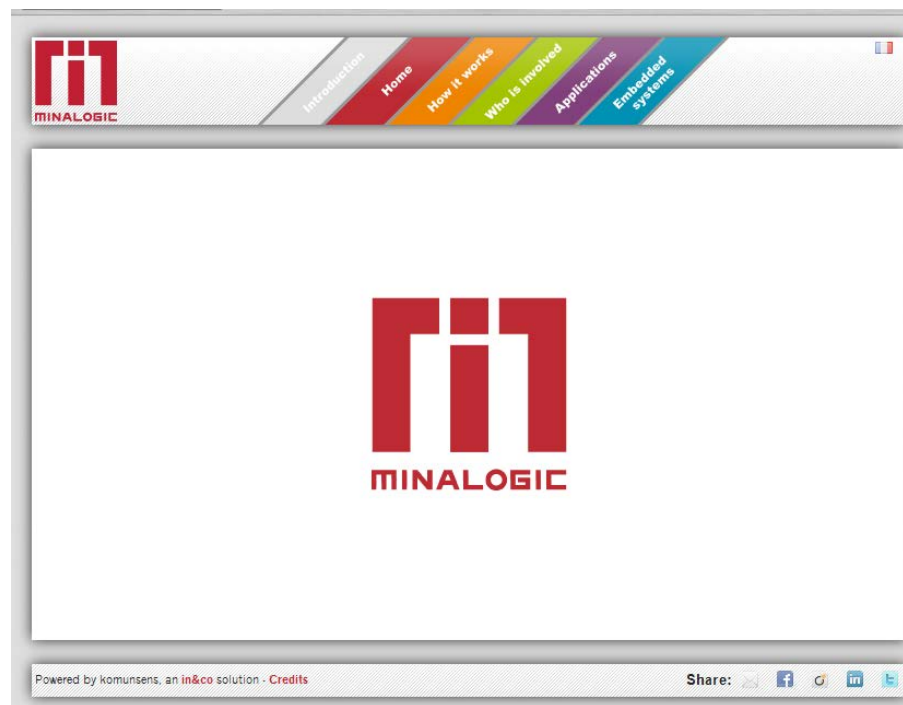 MINALOGIC
Introduction
Home
How it works
Who is involved
Applications
Embedded
systems
MINALOGIC
Powered by komunsens, an in&co solution - Credits
Share: